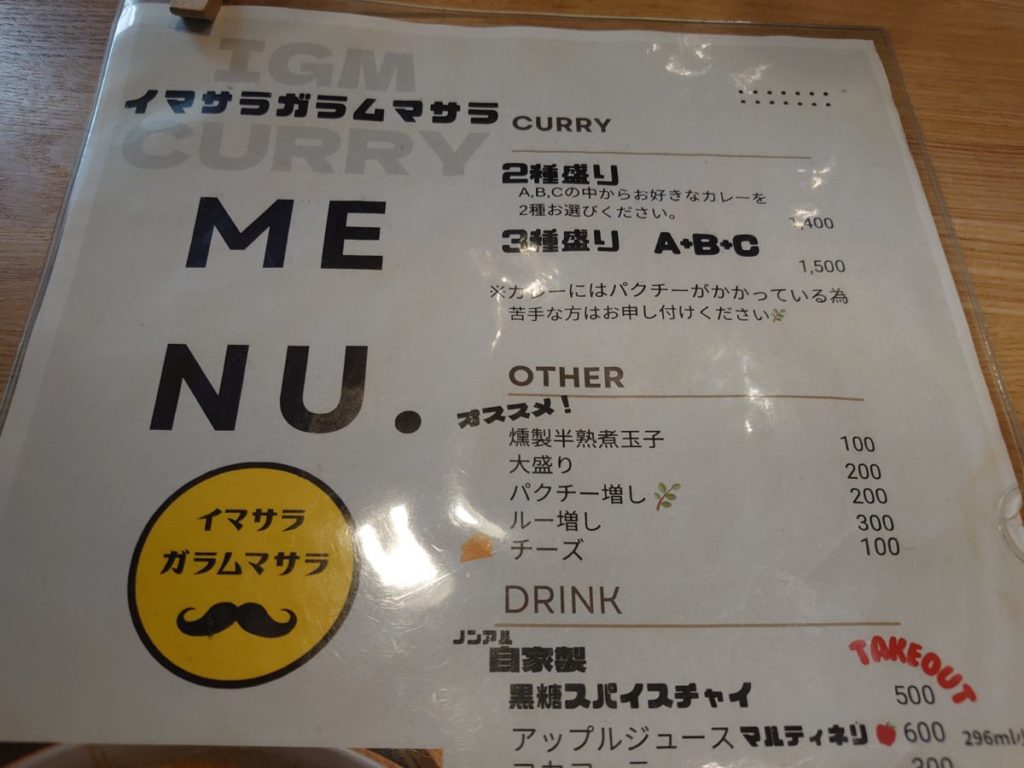 IGM
イマサラガラムマサラ
CURRY
ME
NU.
イマサラ
ガラムマサラ
CURRY
2種盛り
A,B,Cの中からお好きなカレーを
2種お選びください。
1,400
3種盛り A+B+C
1,500
※カレーにはパクチーがかかっている為
苦手な方はお申し付けください
OTHER
オススメ!
燻製半熟煮玉子 100
大盛り 200
パクチー増し 200
ルー増し 300
チーズ 100
DRINK
ノンアル
自家製
TAKEOUT
黒糖スパイスチャイ 500
アップルジュース マルティネリ 600 296ml